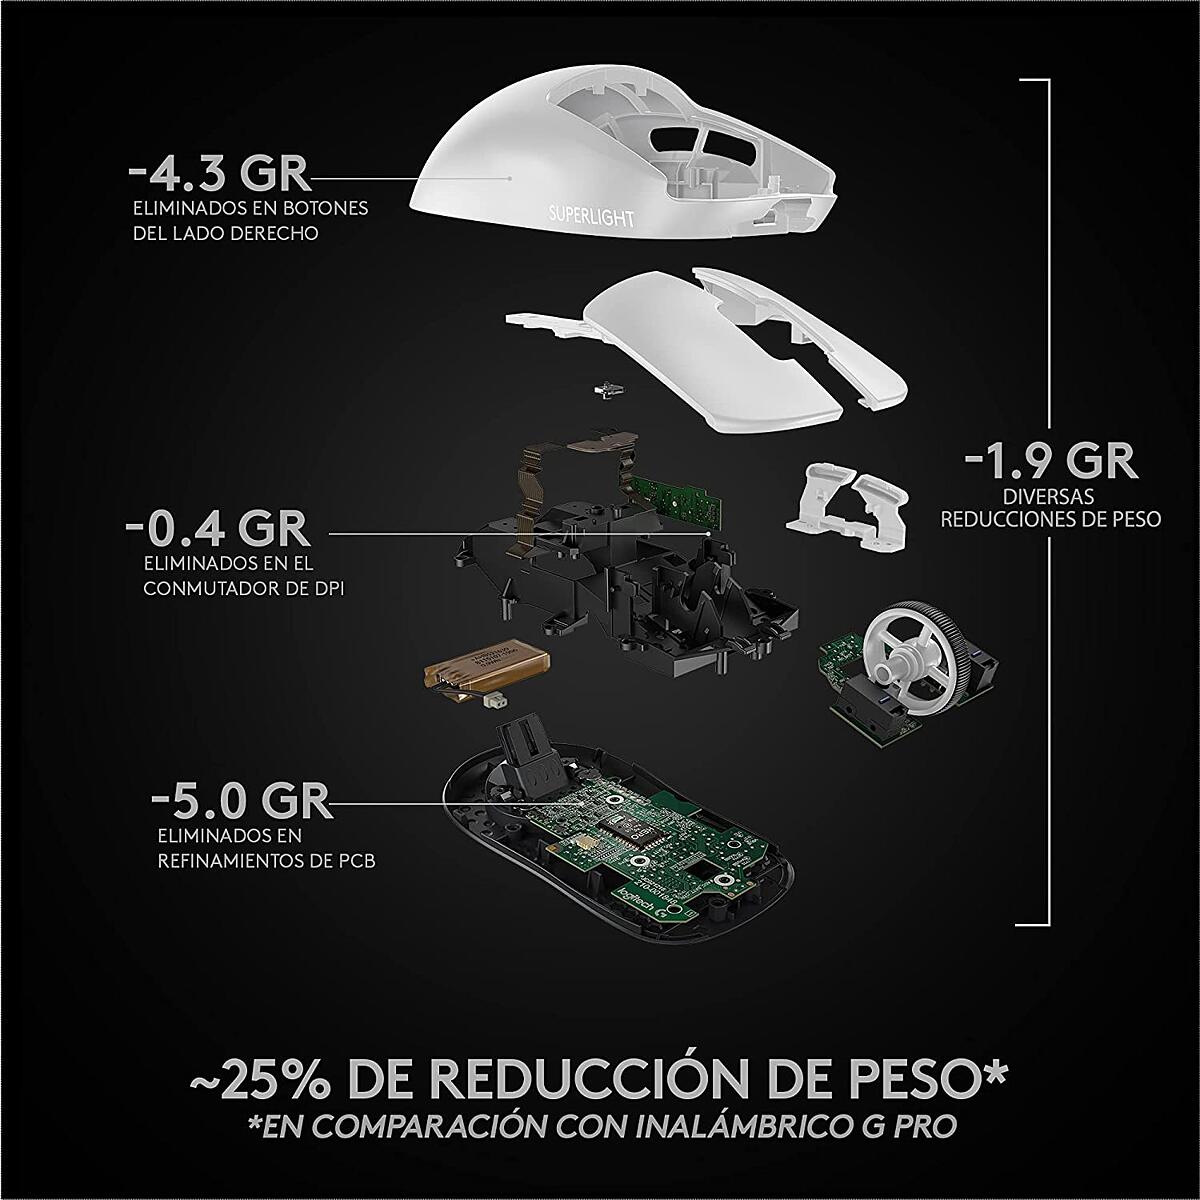 -4.3 GR
ELIMINADOS EN BOTONES
DEL LADO DERECHO
SUPERLIGHT
-1.9 GR
DIVERSAS
REDUCCIONES DE PESO
-0.4 GR
ELIMINADOS EN EL
CONMUTADOR DE DPI
-5.0 GR
ELIMINADOS EN
REFINAMIENTOS DE PCB
logitech G
~25% DE REDUCCIÓN DE PESO*
*EN COMPARACIÓN CON INALÁMBRICO G PRO